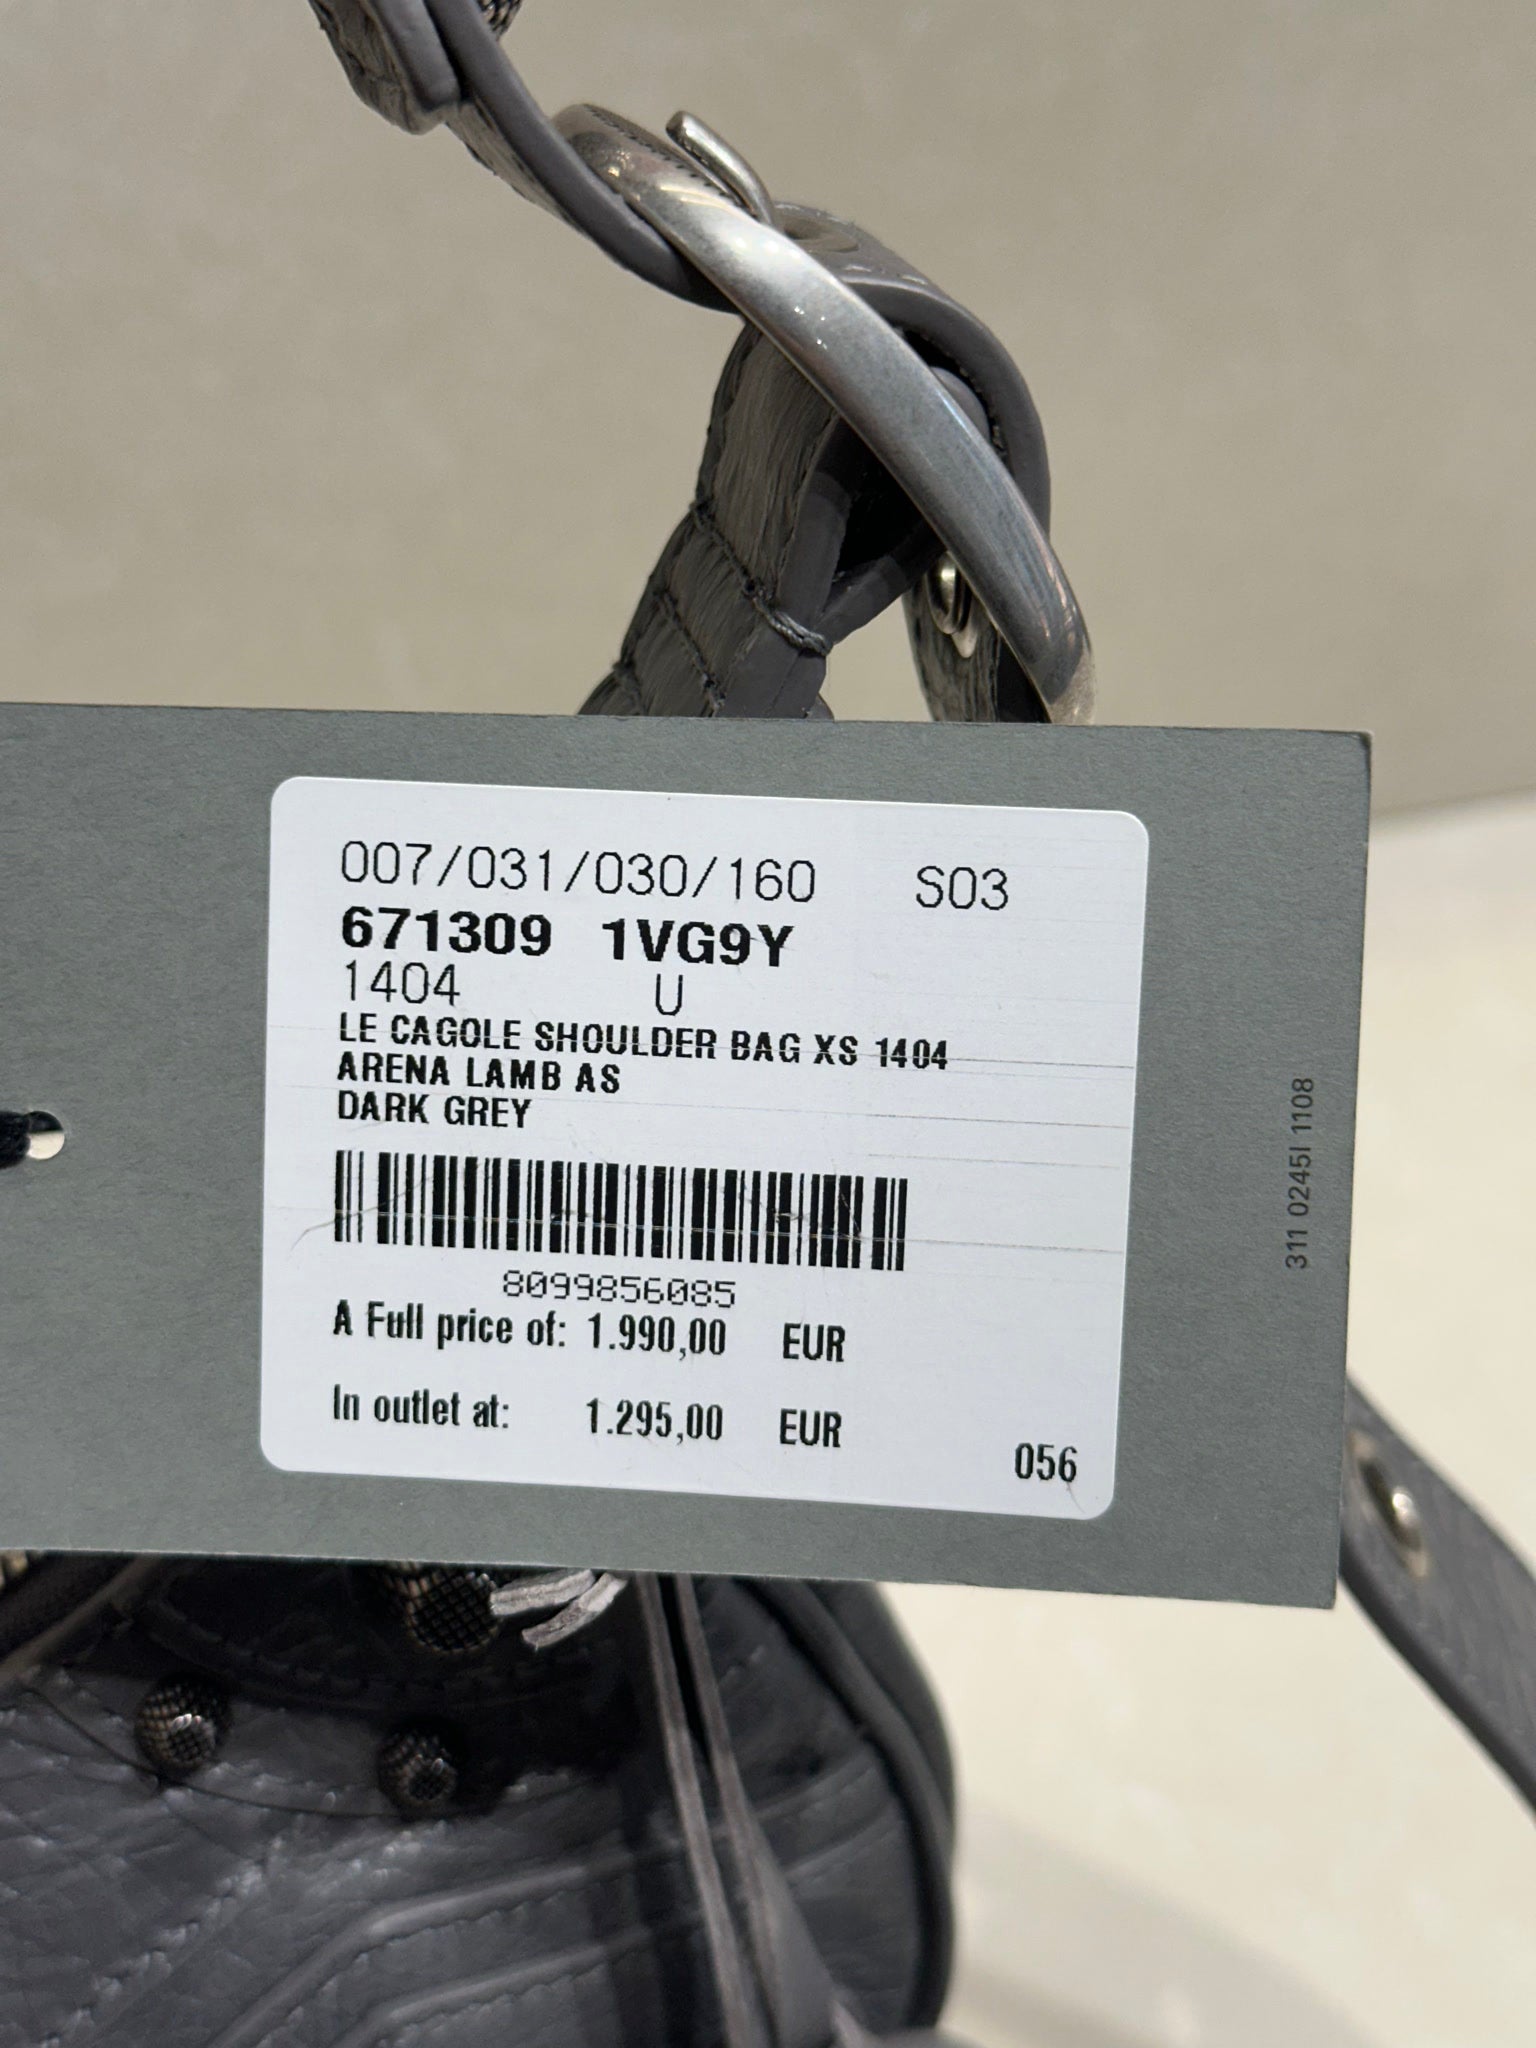 007/031/030/160 S03
671309 1VG9Y
1404 U
LE CAGOLE SHOULDER BAG XS 1404
ARENA LAMB AS
DARK GREY
8099856085
A Full price of: 1.990,00 EUR
In outlet at: 1.295,00 EUR
056
311 0245I 1108